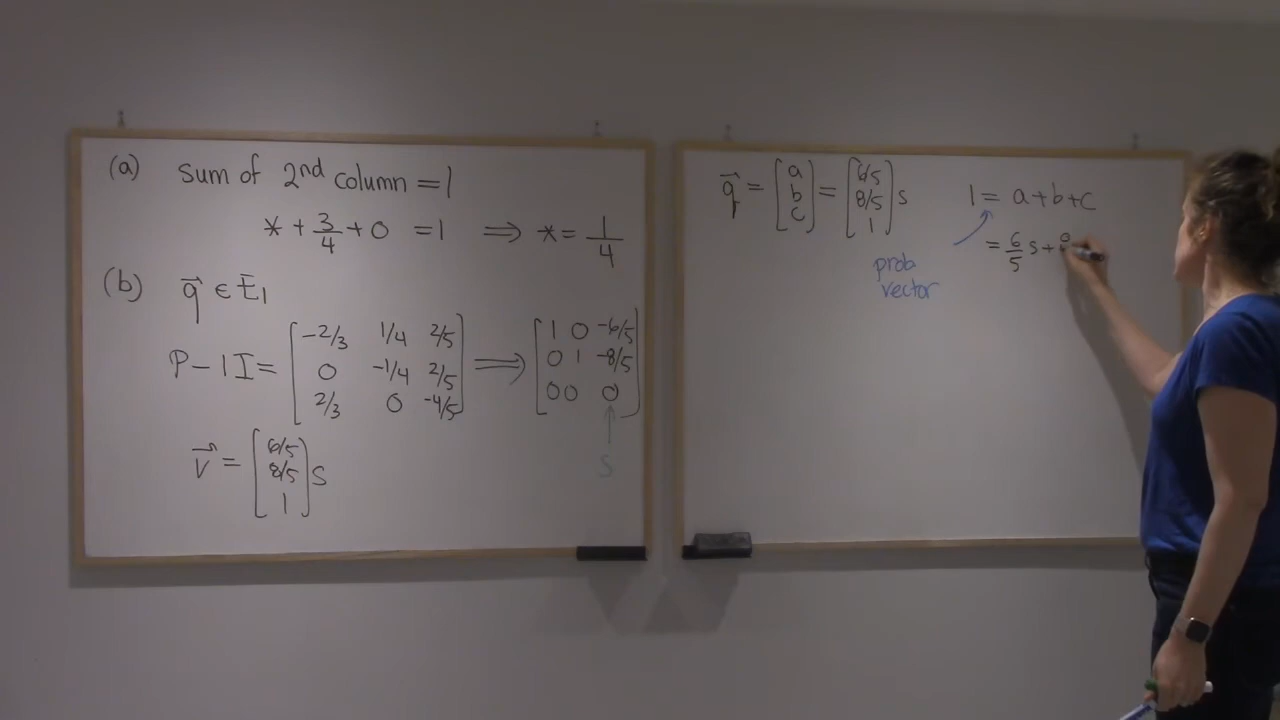 (a) Sum of 2nd column = 1
* + 3/4 + 0 = 1 ⟹ * = 1/4
(b) q⃗ ∈ E₁
P - 1 I = [-2/3 1/4 2/5; 0 -1/4 2/5; 2/3 0 -4/5] ⟹ [1 0 -6/5; 0 1 -8/5; 0 0 0]
S
v⃗ = [6/5; 8/5; 1] s
q⃗ = [a; b; c] = [6/5; 8/5; 1] s
1 = a+b+c
= 6/5 s +
prob
vector